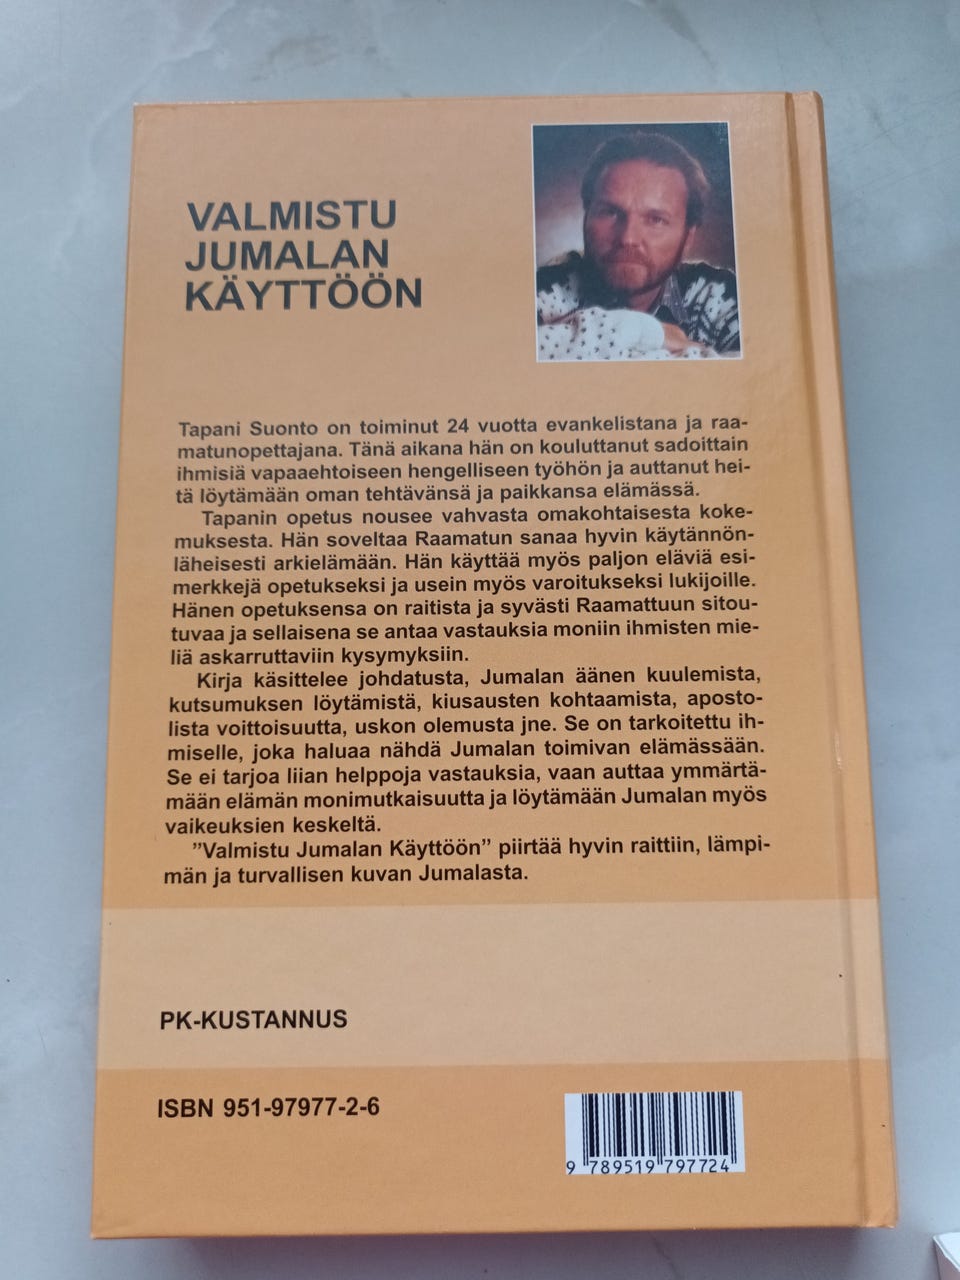 VALMISTU
JUMALAN
KÄYTTÖÖN
Tapani Suonto on toiminut 24 vuotta evankelistana ja raa-
matunopettajana. Tänä aikana hän on kouluttanut sadoittain
ihmisiä vapaaehtoiseen hengelliseen työhön ja auttanut hei-
tä löytämään oman tehtävänsä ja paikkansa elämässä.
Tapanin opetus nousee vahvasta omakohtaisesta koke-
muksesta. Hän soveltaa Raamatun sanaa hyvin käytännön-
läheisesti arkielämään. Hän käyttää myös paljon eläviä esi-
merkkejä opetukseksi ja usein myös varoitukseksi lukijoille.
Hänen opetuksensa on raitista ja syvästi Raamattuun sitou-
tuvaa ja sellaisena se antaa vastauksia moniin ihmisten mie-
liä askarruttaviin kysymyksiin.
Kirja käsittelee johdatusta, Jumalan äänen kuulemista,
kutsumuksen löytämistä, kiusausten kohtaamista, aposto-
lista voittoisuutta, uskon olemusta jne. Se on tarkoitettu ih-
miselle, joka haluaa nähdä Jumalan toimivan elämässään.
Se ei tarjoa liian helppoja vastauksia, vaan auttaa ymmärtä-
mään elämän monimutkaisuutta ja löytämään Jumalan myös
vaikeuksien keskeltä.
”Valmistu Jumalan Käyttöön” piirtää hyvin raittiin, lämpi-
män ja turvallisen kuvan Jumalasta.
PK-KUSTANNUS
ISBN 951-97977-2-6
9 789519 797724